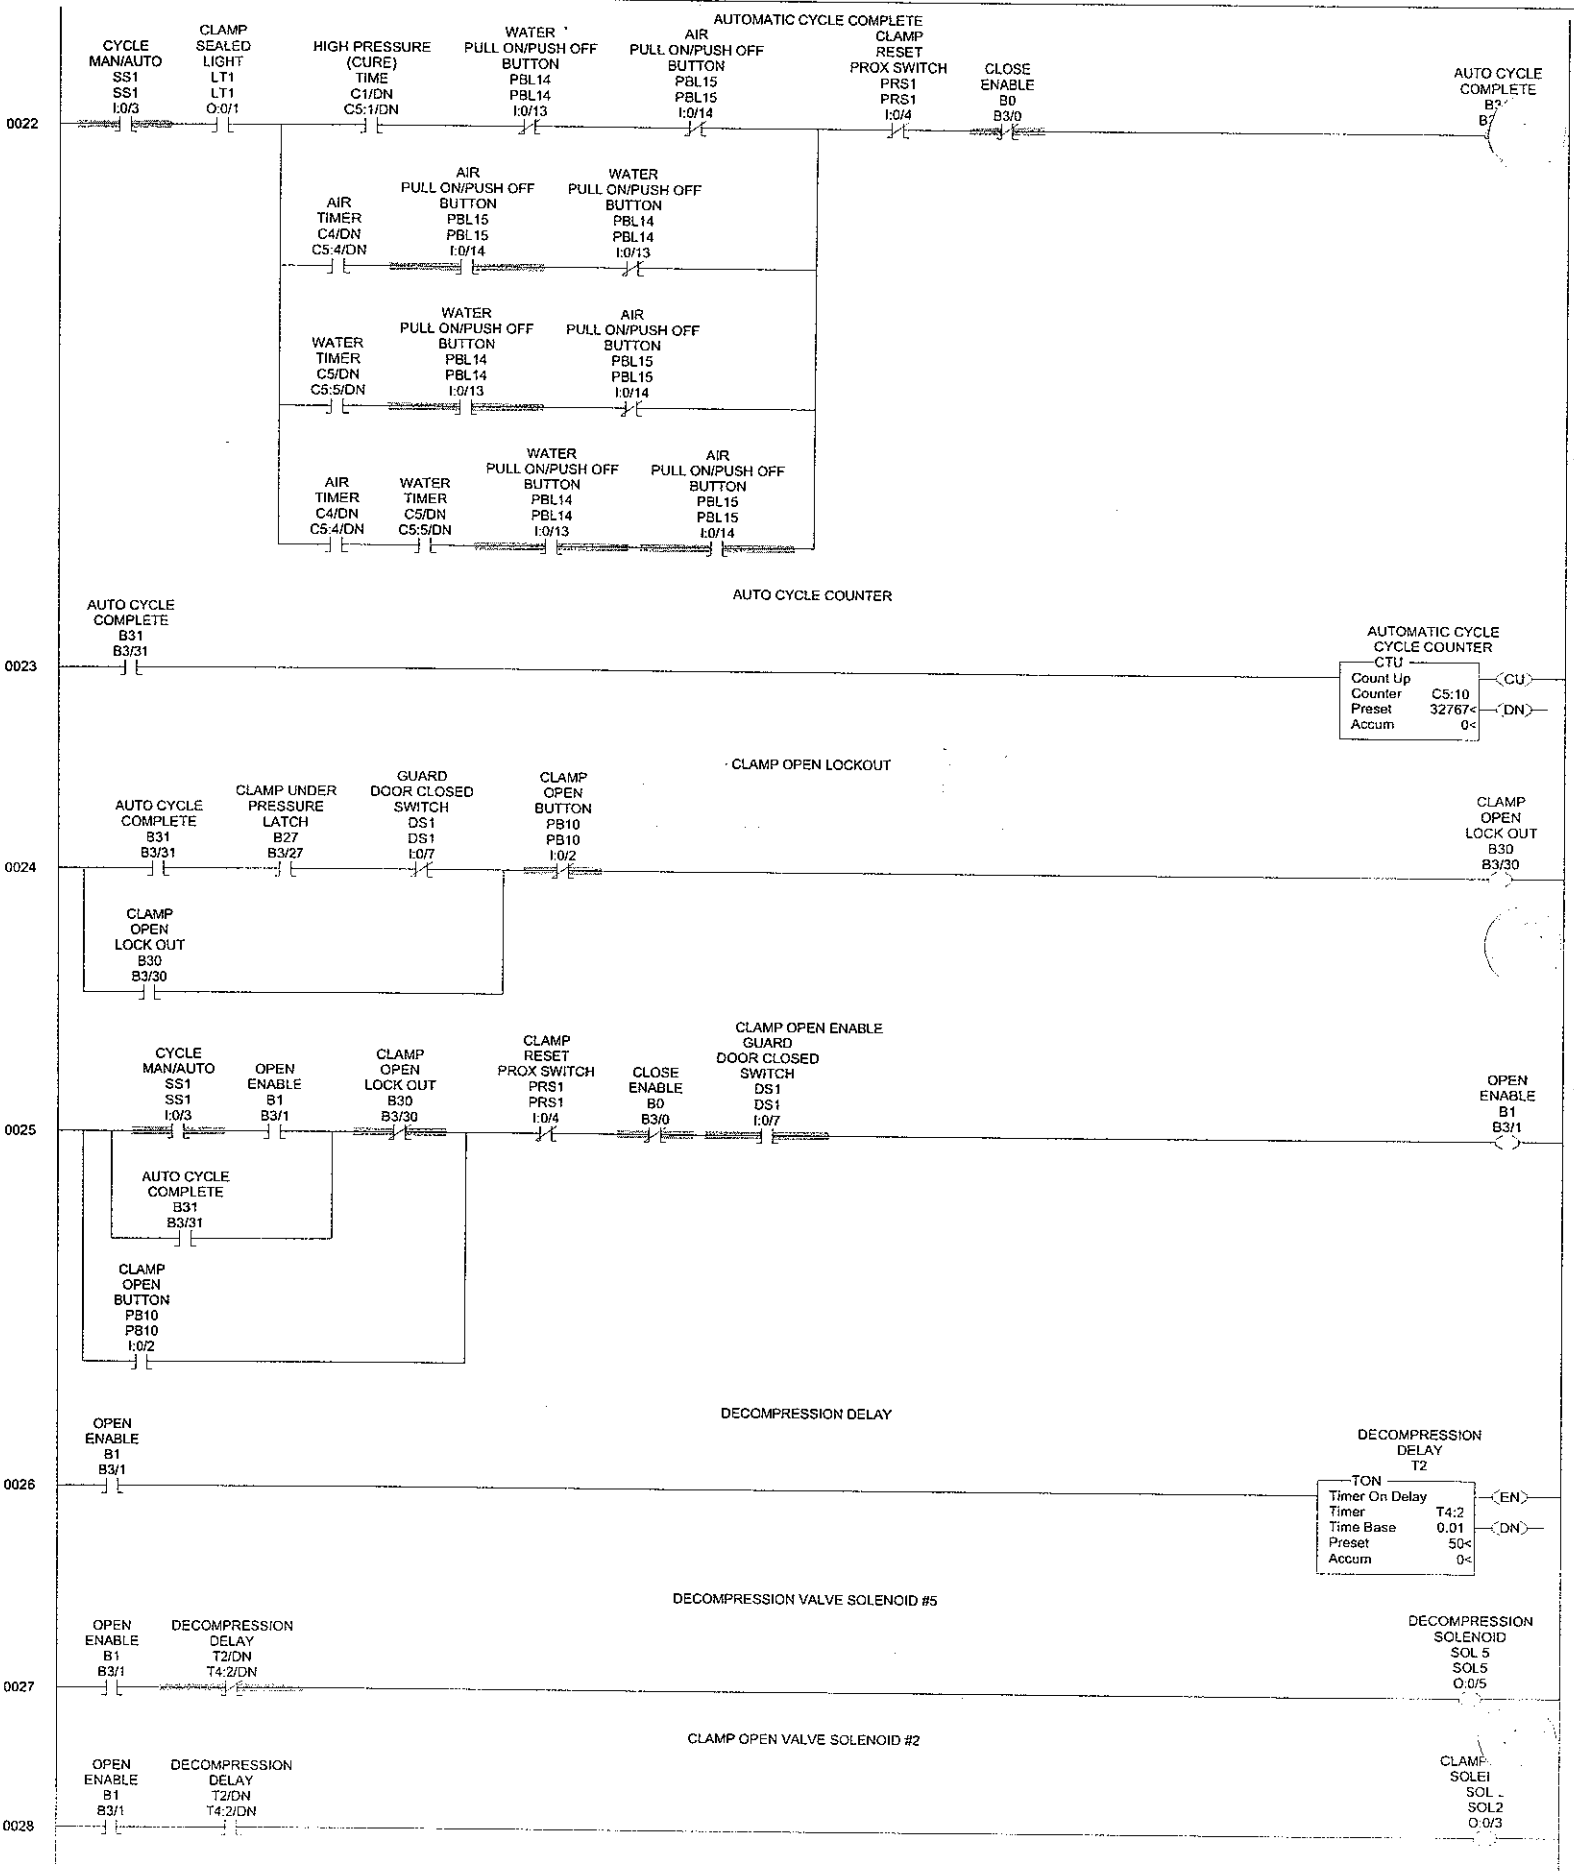 AUTOMATIC CYCLE COMPLETE
CYCLE
MAN/AUTO
SS1
SS1
I:0/3
CLAMP
SEALED
LIGHT
LT1
LT1
O:0/1
HIGH PRESSURE
(CURE)
TIME
C1/DN
C5:1/DN
WATER
PULL ON/PUSH OFF
BUTTON
PBL14
PBL14
I:0/13
AIR
PULL ON/PUSH OFF
BUTTON
PBL15
PBL15
I:0/14
CLAMP
RESET
PROX SWITCH
PRS1
PRS1
I:0/4
CLOSE
ENABLE
B0
B3/0
AUTO CYCLE
COMPLETE
0022
AIR
TIMER
C4/DN
C5:4/DN
AIR
PULL ON/PUSH OFF
BUTTON
PBL15
PBL15
I:0/14
WATER
PULL ON/PUSH OFF
BUTTON
PBL14
PBL14
I:0/13
WATER
TIMER
C5/DN
C5:5/DN
WATER
PULL ON/PUSH OFF
BUTTON
PBL14
PBL14
I:0/13
AIR
PULL ON/PUSH OFF
BUTTON
PBL15
PBL15
I:0/14
AIR
TIMER
C4/DN
C5:4/DN
WATER
TIMER
C5/DN
C5:5/DN
WATER
PULL ON/PUSH OFF
BUTTON
PBL14
PBL14
I:0/13
AIR
PULL ON/PUSH OFF
BUTTON
PBL15
PBL15
I:0/14
AUTO CYCLE COUNTER
AUTO CYCLE
COMPLETE
B31
B3/31
0023
AUTOMATIC CYCLE
CYCLE COUNTER
CTU
Count Up
Counter C5:10
Preset 32767<
Accum 0<
CU
DN
CLAMP OPEN LOCKOUT
AUTO CYCLE
COMPLETE
B31
B3/31
CLAMP UNDER
PRESSURE
LATCH
B27
B3/27
GUARD
DOOR CLOSED
SWITCH
DS1
DS1
I:0/7
CLAMP
OPEN
BUTTON
PB10
PB10
I:0/2
CLAMP
OPEN
LOCK OUT
B30
B3/30
0024
CLAMP
OPEN
LOCK OUT
B30
B3/30
CLAMP OPEN ENABLE
CYCLE
MAN/AUTO
SS1
SS1
I:0/3
OPEN
ENABLE
B1
B3/1
CLAMP
OPEN
LOCK OUT
B30
B3/30
CLAMP
RESET
PROX SWITCH
PRS1
PRS1
I:0/4
CLOSE
ENABLE
B0
B3/0
GUARD
DOOR CLOSED
SWITCH
DS1
DS1
I:0/7
OPEN
ENABLE
B1
B3/1
0025
AUTO CYCLE
COMPLETE
B31
B3/31
CLAMP
OPEN
BUTTON
PB10
PB10
I:0/2
DECOMPRESSION DELAY
OPEN
ENABLE
B1
B3/1
0026
DECOMPRESSION
DELAY
T2
TON
Timer On Delay
Timer T4:2
Time Base 0.01
Preset 50<
Accum 0<
EN
DN
DECOMPRESSION VALVE SOLENOID #5
OPEN
ENABLE
B1
B3/1
DECOMPRESSION
DELAY
T2/DN
T4:2/DN
DECOMPRESSION
SOLENOID
SOL 5
SOL5
O:0/5
0027
CLAMP OPEN VALVE SOLENOID #2
OPEN
ENABLE
B1
B3/1
DECOMPRESSION
DELAY
T2/DN
T4:2/DN
CLAMP
SOL
SOL2
O:0/3
0028